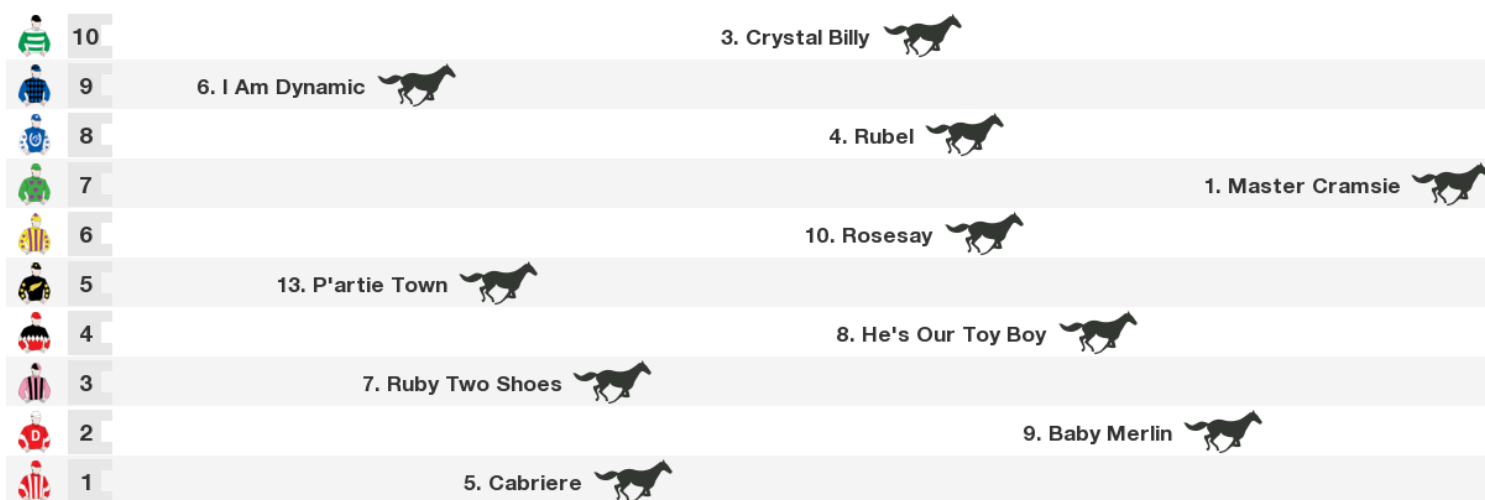 10 3. Crystal Billy
9 6. I Am Dynamic
8 4. Rubel
7 1. Master Cramsie
6 10. Rosesay
5 13. P'artie Town
4 8. He's Our Toy Boy
3 7. Ruby Two Shoes
D 2 9. Baby Merlin
1 5. Cabriere